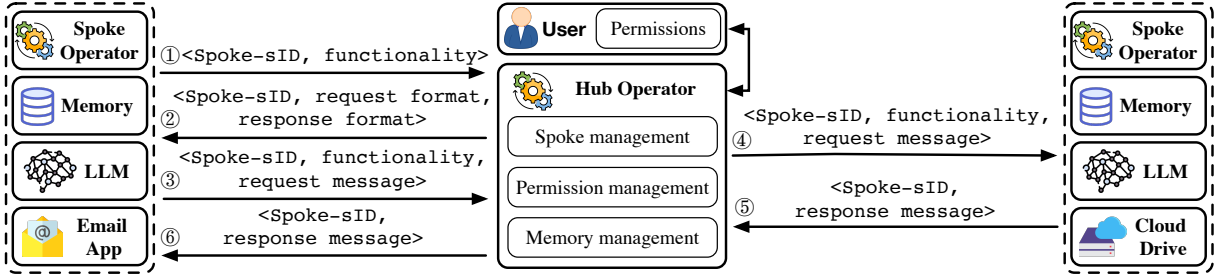 Spoke
Operator
Memory
LLM
Email
App
①<Spoke-sID, functionality>
②
<Spoke-sID, request format,
response format>
③
<Spoke-sID, functionality,
request message>
⑥
<Spoke-sID,
response message>
User
Permissions
Hub Operator
Spoke management
Permission management
Memory management
④
<Spoke-sID, functionality,
request message>
⑤
<Spoke-sID,
response message>
Spoke
Operator
Memory
LLM
Cloud
Drive
@